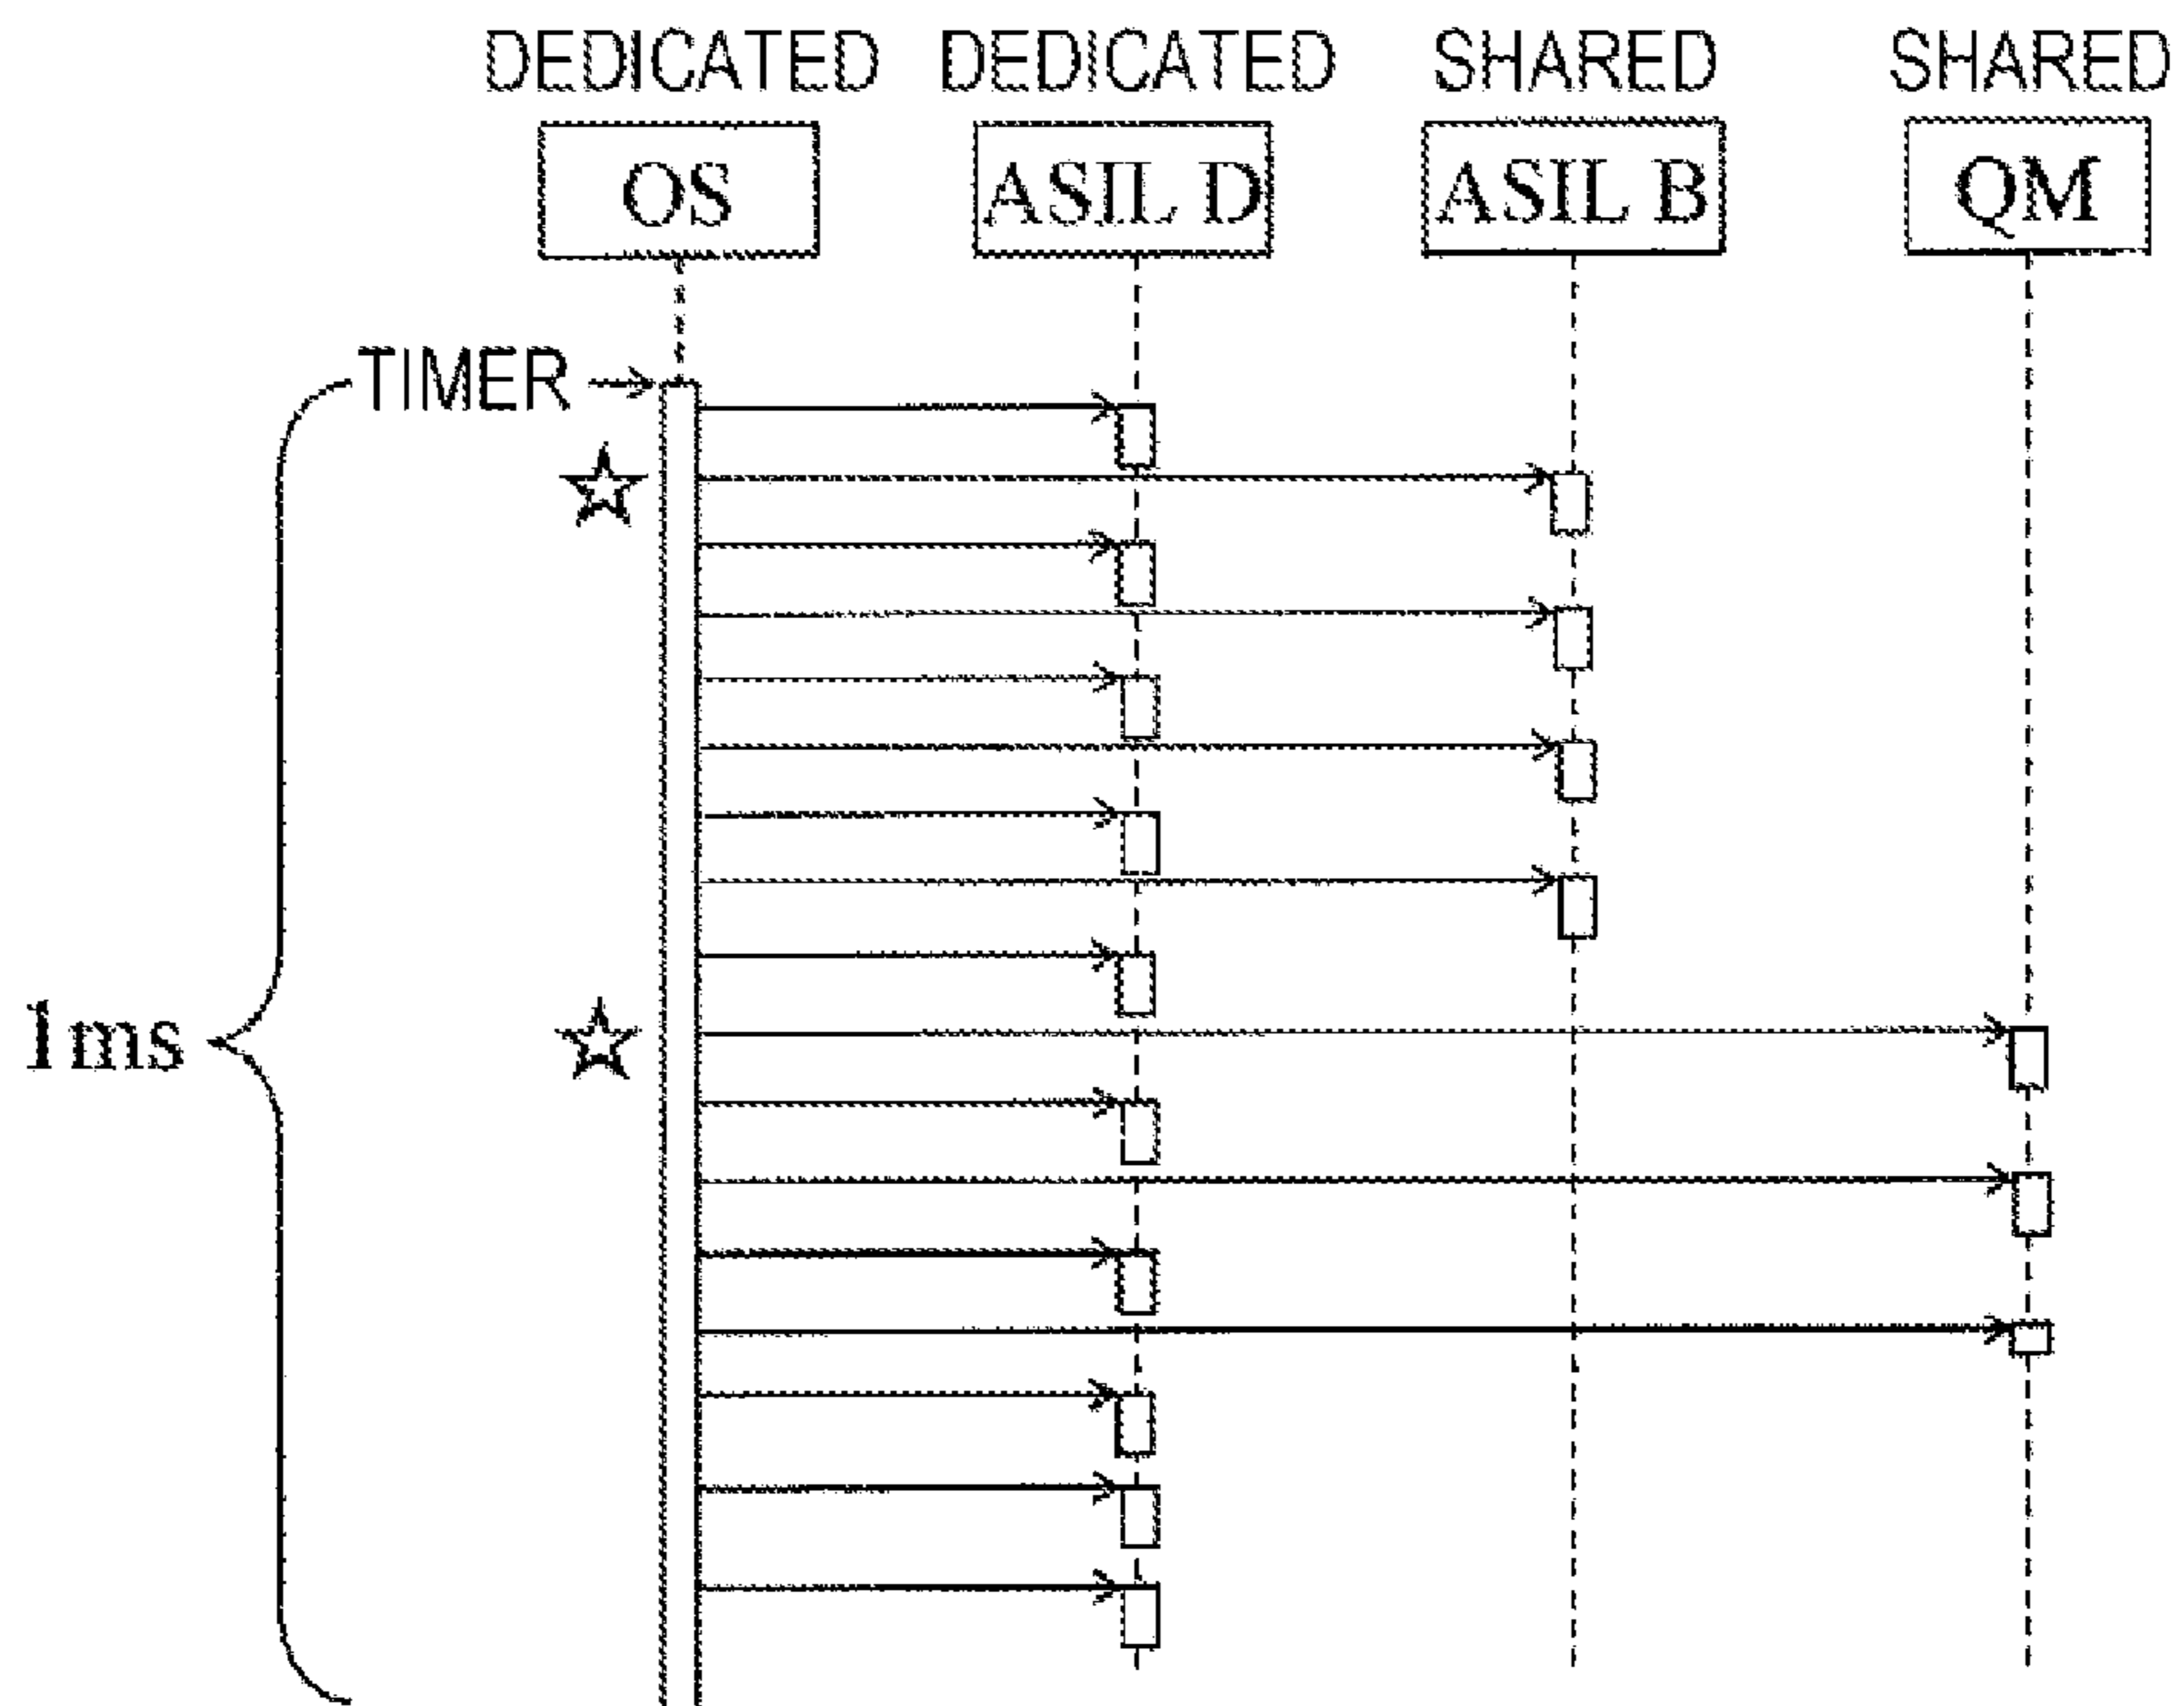 DEDICATED DEDICATED SHARED SHARED
OS ASIL D ASIL B QM
TIMER
1ms